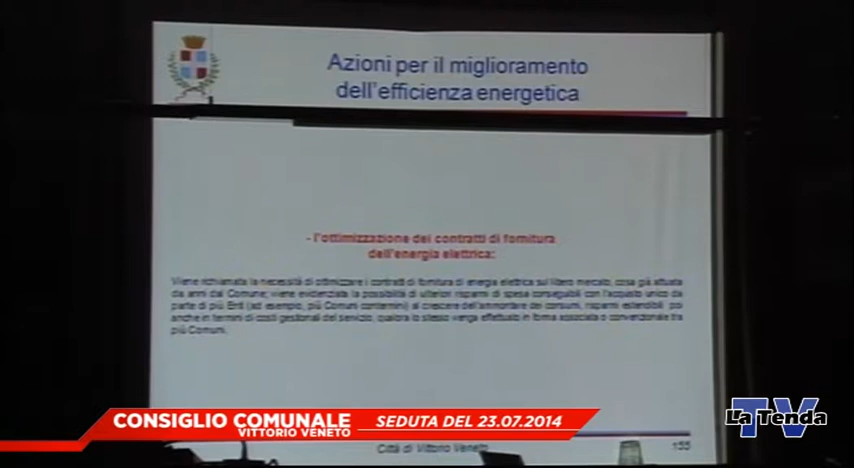 Azioni per il miglioramento
dell'efficienza energetica
- l'ottimizzazione dei contratti di fornitura
dell'energia elettrica:
Viene richiamata la necessità di ottimizzare i contratti di fornitura di energia elettrica sul libero mercato, cosa già attuata
da anni dal Comune; viene evidenziata la possibilità di ulteriori risparmi di spesa conseguibili con l'acquisto unico da
parte di più Enti (ad esempio, più Comuni contermini) al crescere dell'ammontare dei consumi, risparmi estendibili poi
anche in termini di costi gestionali del servizio, qualora lo stesso venga effettuato in forma associata o convenzionale tra
più Comuni.
CONSIGLIO COMUNALE
VITTORIO VENETO
SEDUTA DEL 23.07.2014
TV
La Tenda
Città di Vittorio Veneto
155